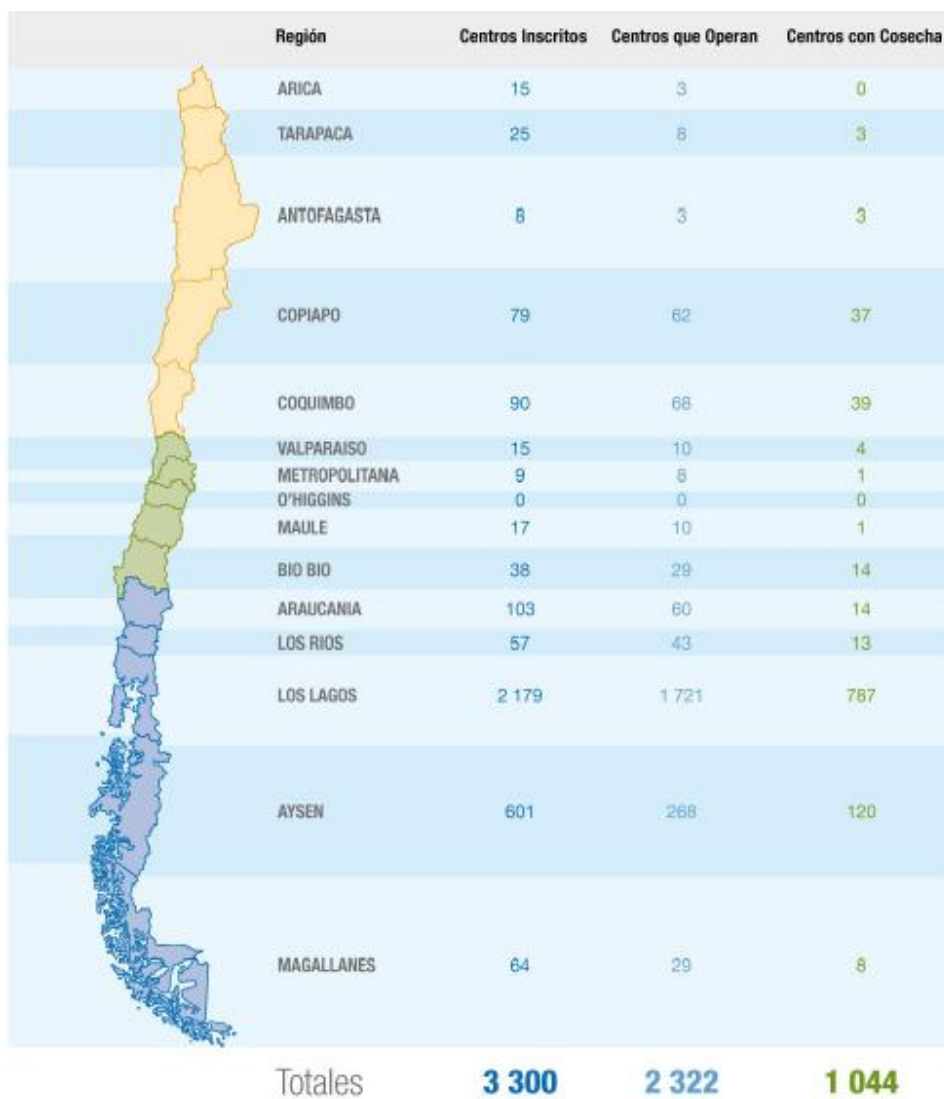 Región Centros Inscritos Centros que Operan Centros con Cosecha
ARICA 15 3 0
TARAPACA 25 8 3
ANTOFAGASTA 8 3 3
COPIAPO 79 62 37
COQUIMBO 90 68 39
VALPARAISO 15 10 4
METROPOLITANA 9 8 1
O'HIGGINS 0 0 0
MAULE 17 10 1
BIO BIO 38 29 14
ARAUCANIA 103 60 14
LOS RIOS 57 43 13
LOS LAGOS 2 179 1 721 787
AYSEN 601 268 120
MAGALLANES 64 29 8
Totales 3 300 2 322 1 044